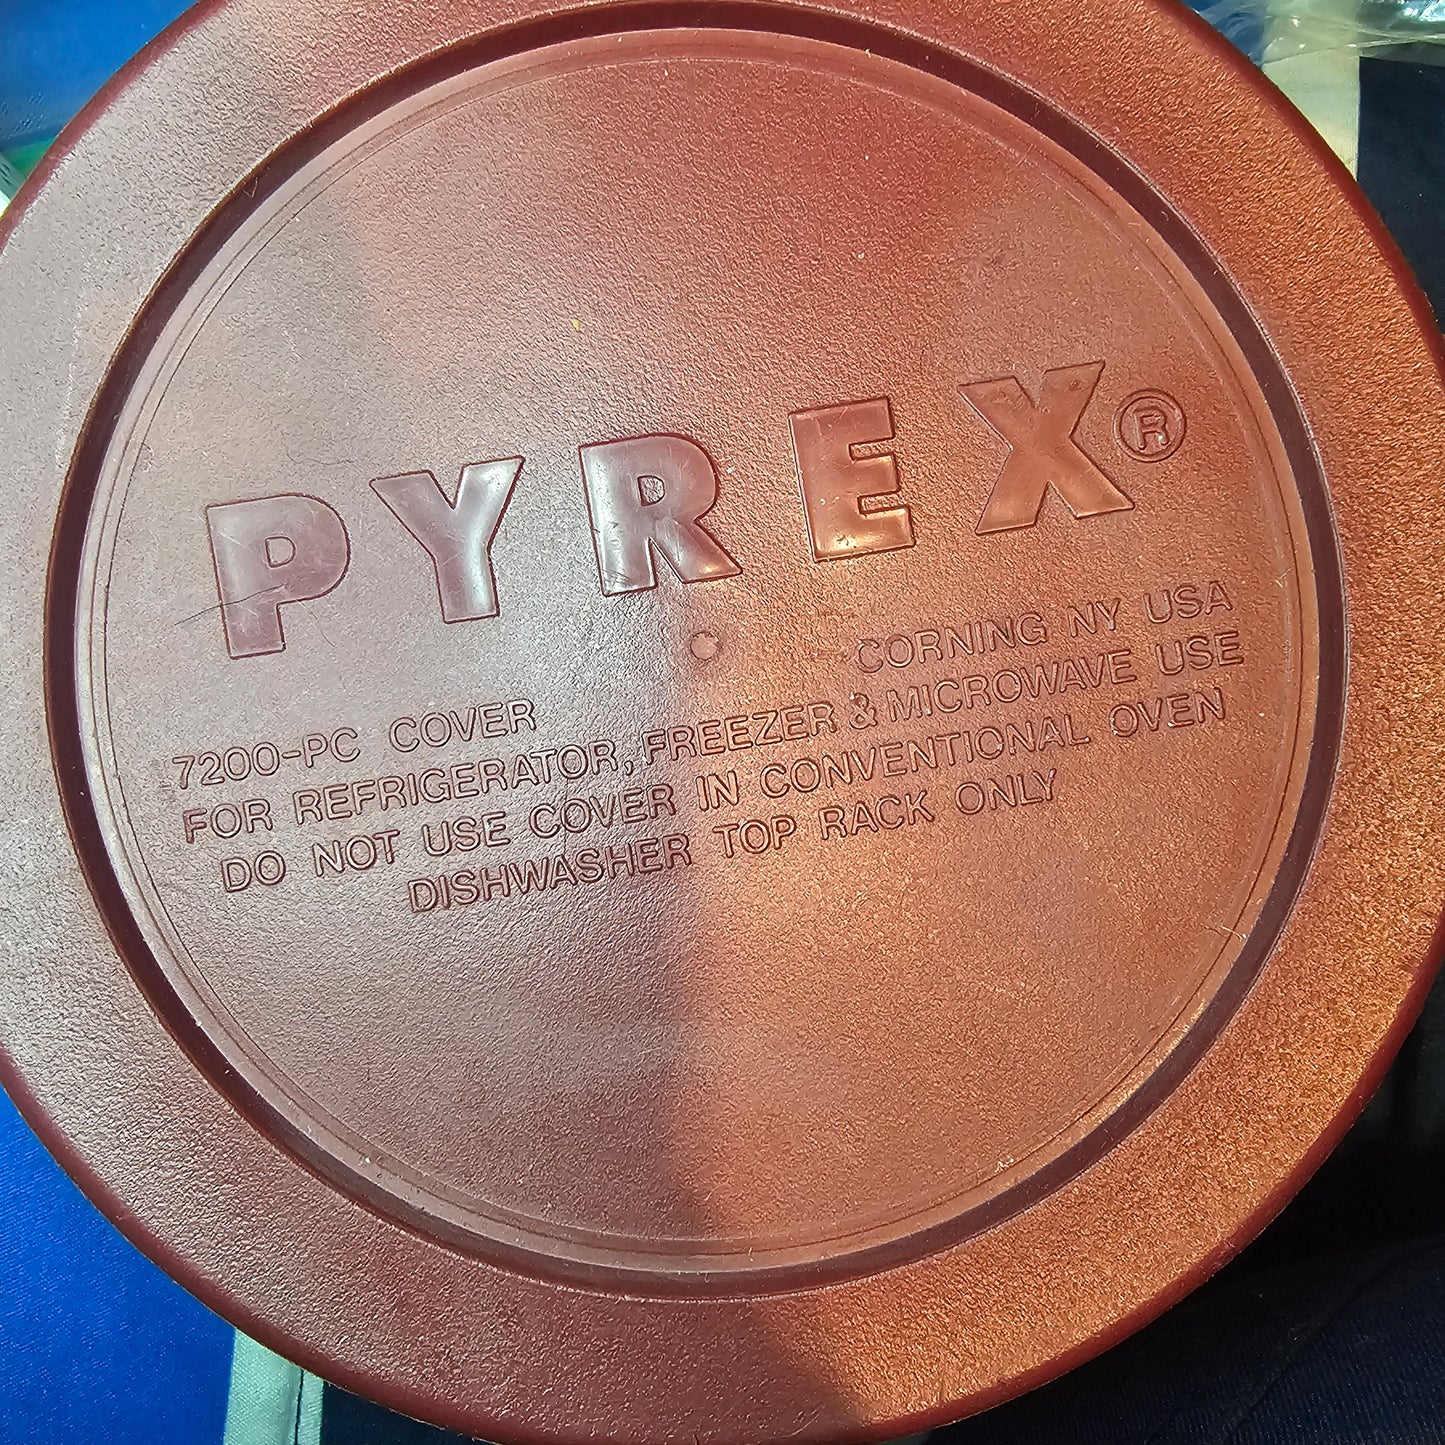 PYREX®
CORNING NY USA
7200-PC COVER
FOR REFRIGERATOR, FREEZER & MICROWAVE USE
DO NOT USE COVER IN CONVENTIONAL OVEN
DISHWASHER TOP RACK ONLY